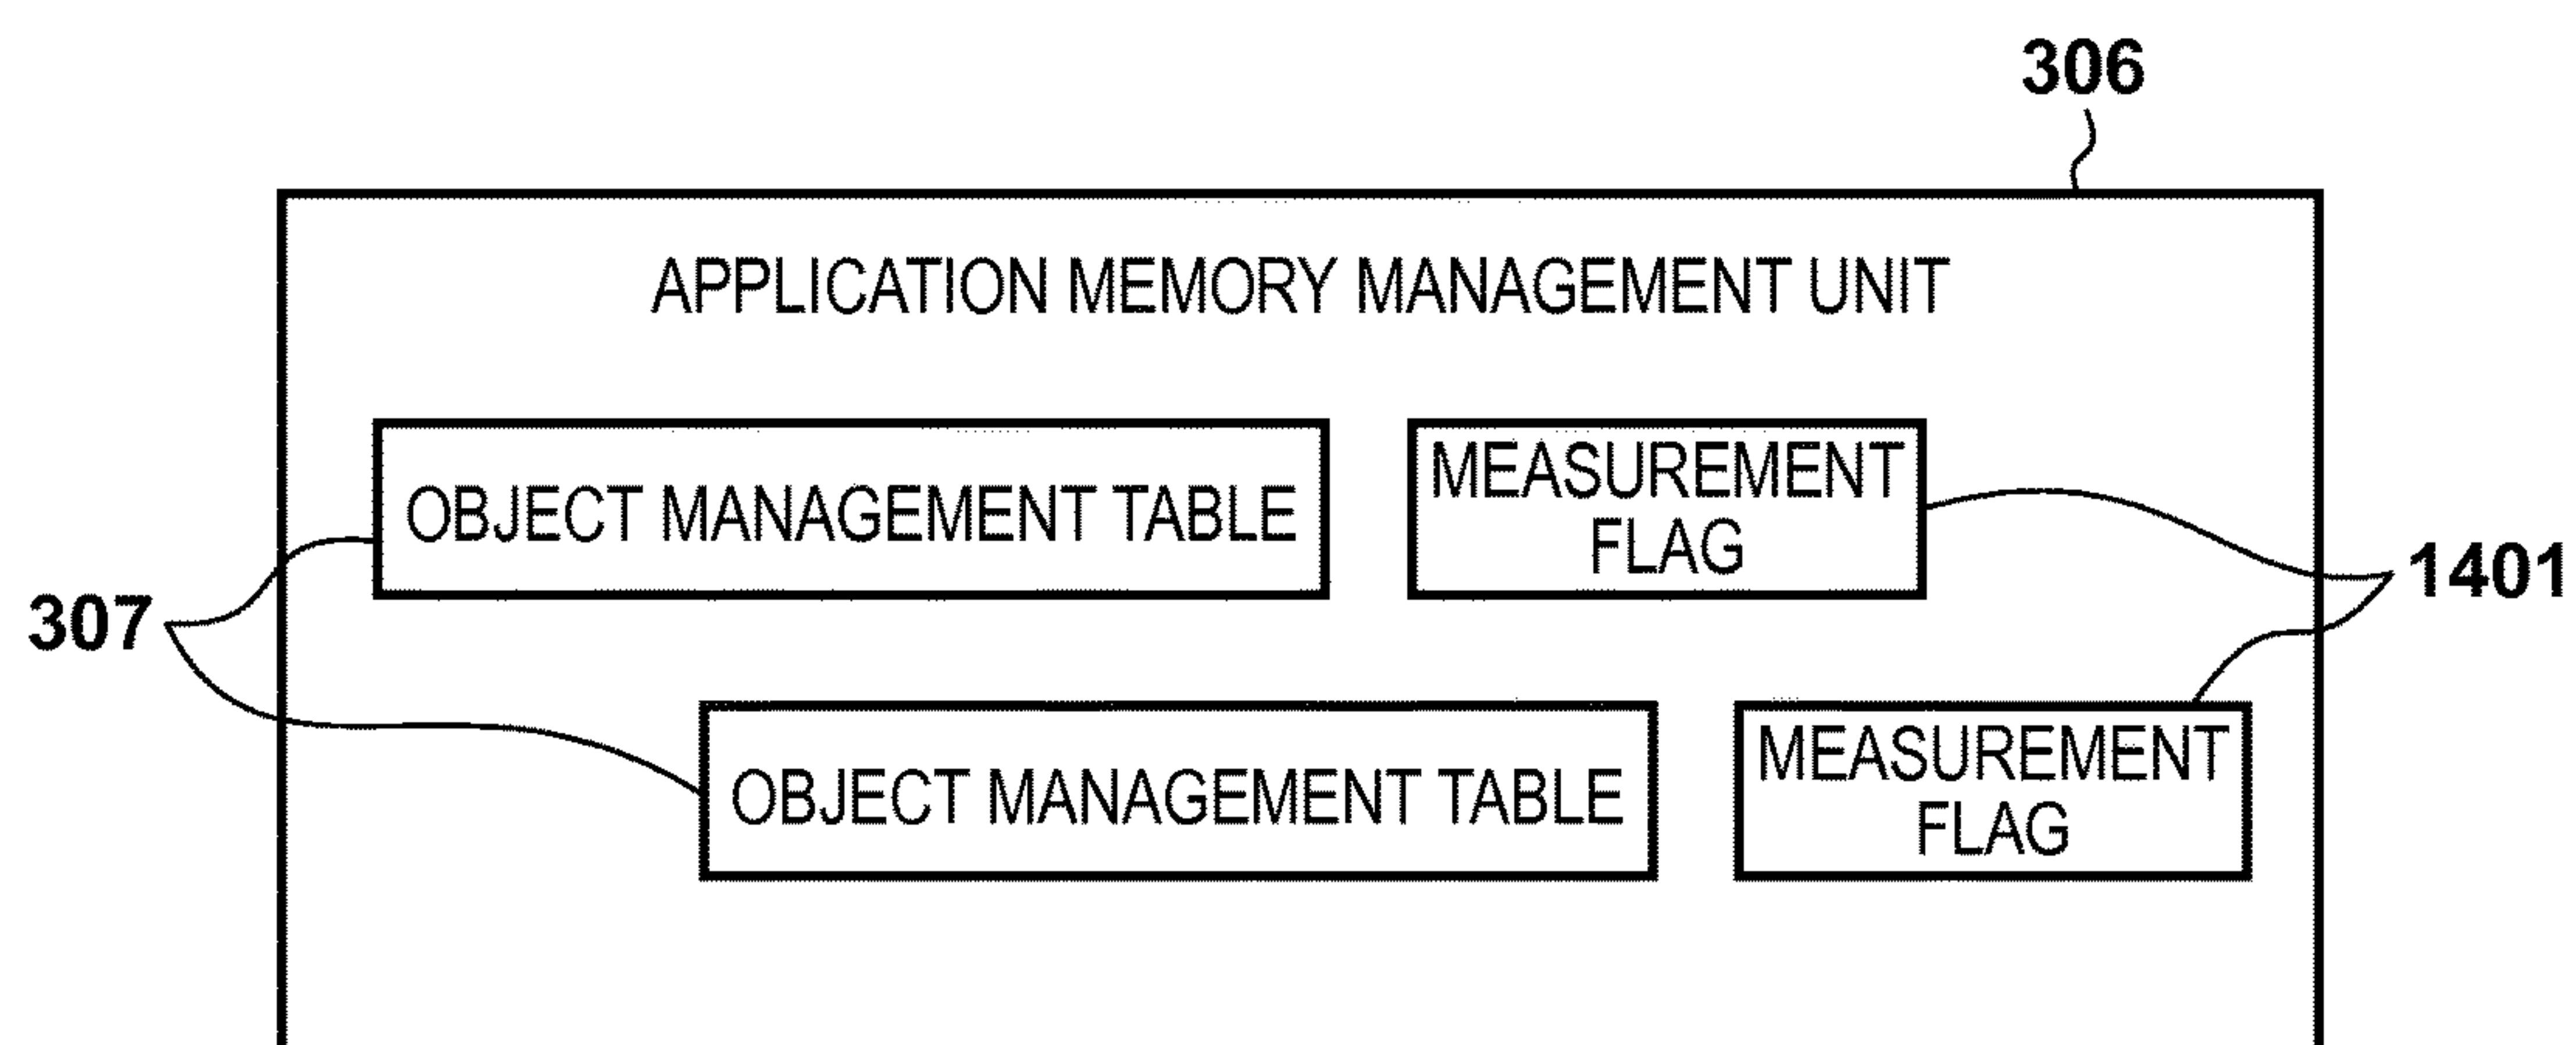 306
APPLICATION MEMORY MANAGEMENT UNIT
OBJECT MANAGEMENT TABLE
MEASUREMENT
FLAG
307
1401
OBJECT MANAGEMENT TABLE
MEASUREMENT
FLAG